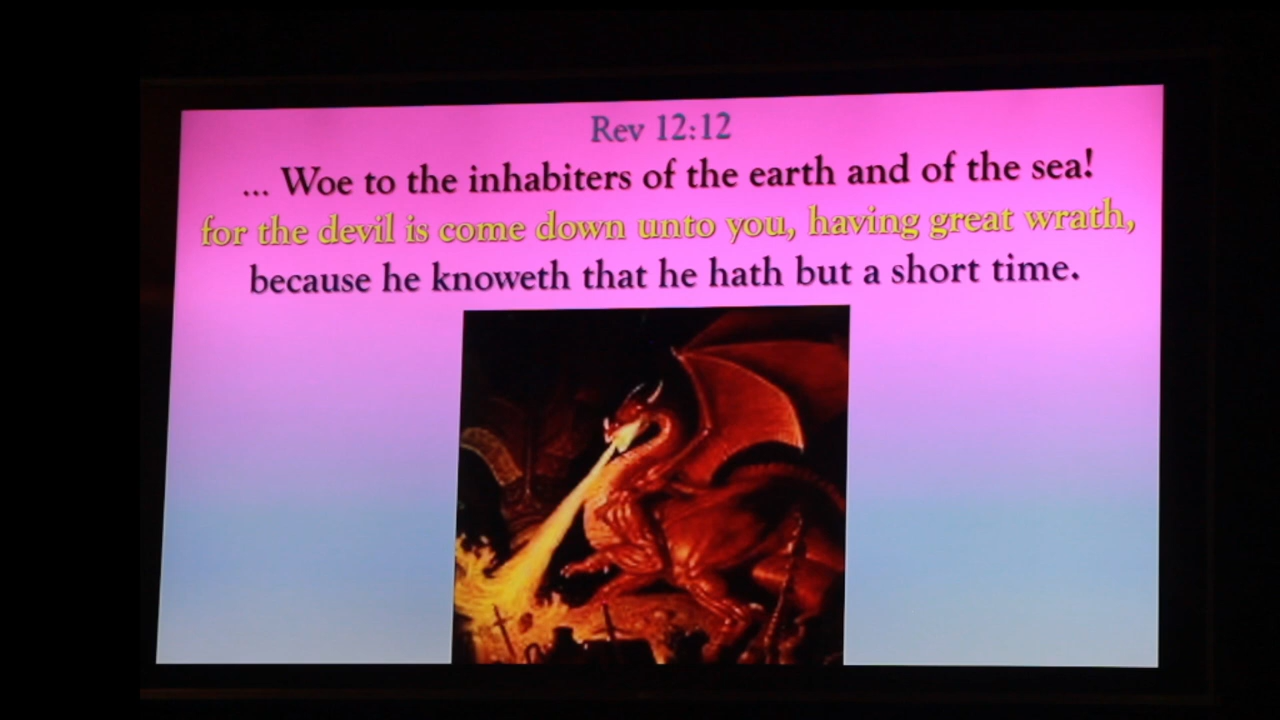 Rev 12:12
... Woe to the inhabiters of the earth and of the sea!
for the devil is come down unto you, having great wrath,
because he knoweth that he hath but a short time.